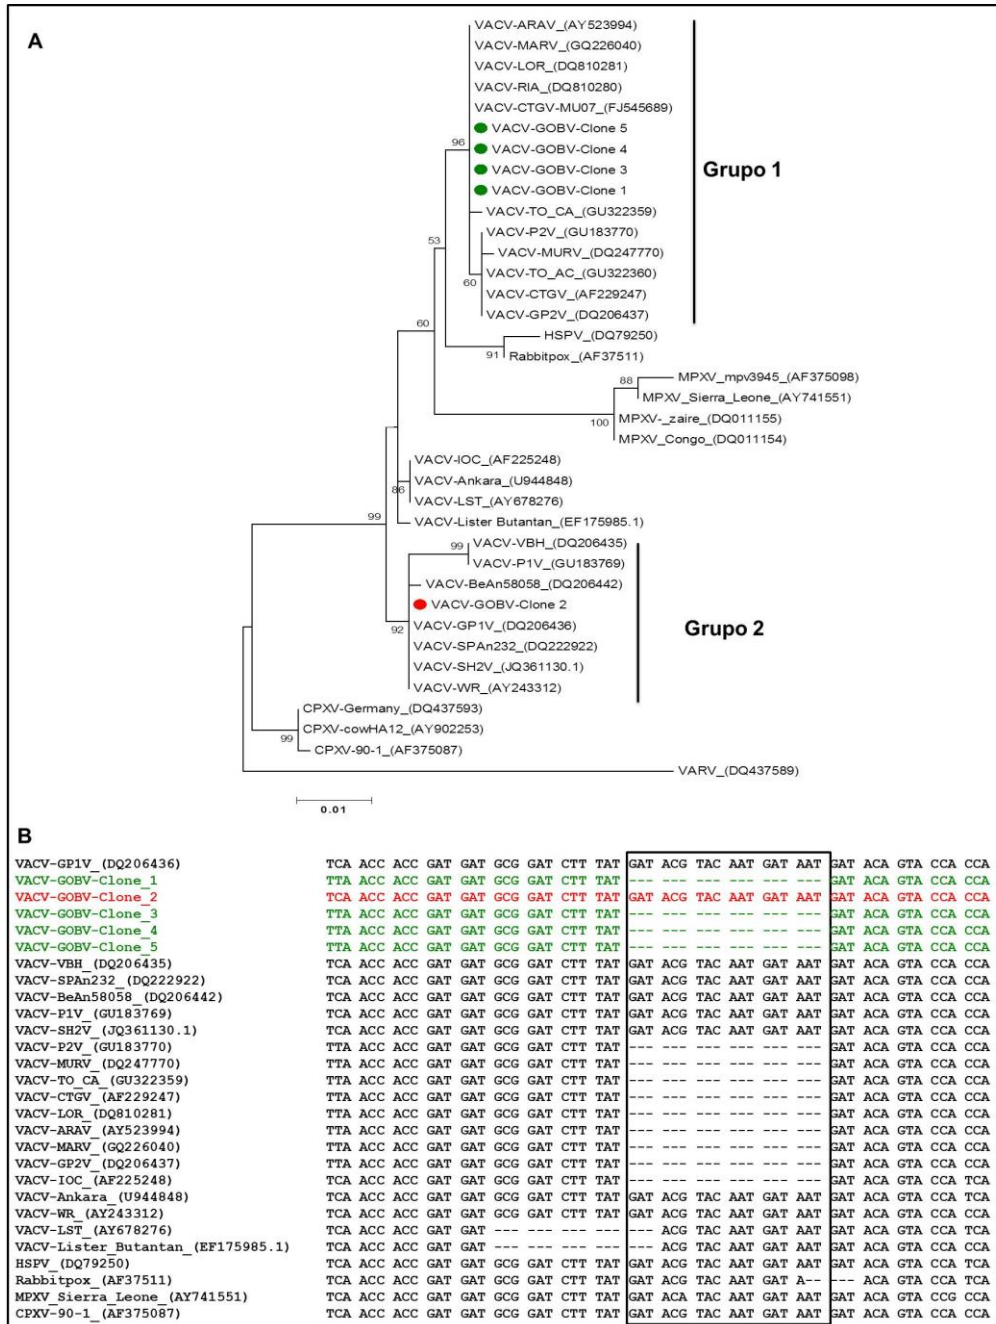 A
VACV-ARAV_(AY523994)
VACV-MARV_(GQ226040)
VACV-LOR_(DQ810281)
VACV-RIA_(DQ810280)
VACV-CTGV-MU07_(FJ545689)
VACV-GOBV-Clone 5
96
VACV-GOBV-Clone 4
VACV-GOBV-Clone 3
Grupo 1
VACV-GOBV-Clone 1
VACV-TO_CA_(GU322359)
VACV-P2V_(GU183770)
53
VACV-MURV_(DQ247770)
VACV-TO_AC_(GU322360)
60
VACV-CTGV_(AF229247)
VACV-GP2V_(DQ206437)
60
HSPV_(DQ79250)
91
Rabbitpox_(AF37511)
MPXV_mpv3945_(AF375098)
88
MPXV_Sierra_Leone_(AY741551)
MPXV-_zaire_(DQ011155)
100
MPXV_Congo_(DQ011154)
VACV-IOC_(AF225248)
VACV-Ankara_(U944848)
86
VACV-LST_(AY678276)
99
VACV-Lister Butantan_(EF175985.1)
VACV-VBH_(DQ206435)
99
VACV-P1V_(GU183769)
VACV-BeAn58058_(DQ206442)
VACV-GOBV-Clone 2
92
VACV-GP1V_(DQ206436)
Grupo 2
VACV-SPAn232_(DQ222922)
VACV-SH2V_(JQ361130.1)
VACV-WR_(AY243312)
CPXV-Germany_(DQ437593)
CPXV-cowHA12_(AY902253)
99
CPXV-90-1_(AF375087)
VARV_(DQ437589)
0.01
B
VACV-GP1V_(DQ206436) TCA ACC ACC GAT GAT GCG GAT CTT TAT GAT ACG TAC AAT GAT AAT GAT ACA GTA CCA CCA
VACV-GOBV-Clone_1 TTA ACC ACC GAT GAT GCG GAT CTT TAT --- --- --- --- --- --- GAT ACA GTA CCA CCA
VACV-GOBV-Clone_2 TCA ACC ACC GAT GAT GCG GAT CTT TAT GAT ACG TAC AAT GAT AAT GAT ACA GTA CCA CCA
VACV-GOBV-Clone_3 TTA ACC ACC GAT GAT GCG GAT CTT TAT --- --- --- --- --- --- GAT ACA GTA CCA CCA
VACV-GOBV-Clone_4 TTA ACC ACC GAT GAT GCG GAT CTT TAT --- --- --- --- --- --- GAT ACA GTA CCA CCA
VACV-GOBV-Clone_5 TTA ACC ACC GAT GAT GCG GAT CTT TAT --- --- --- --- --- --- GAT ACA GTA CCA CCA
VACV-VBH_(DQ206435) TCA ACC ACC GAT GAT GCG GAT CTT TAT GAT ACG TAC AAT GAT AAT GAT ACA GTA CCA CCA
VACV-SPAn232_(DQ222922) TCA ACC ACC GAT GAT GCG GAT CTT TAT GAT ACG TAC AAT GAT AAT GAT ACA GTA CCA CCA
VACV-BeAn58058_(DQ206442) TCA ACC ACC GAT GAT GCG GAT CTT TAT GAT ACG TAC AAT GAT AAT GAT ACA GTA CCA CCA
VACV-P1V_(GU183769) TCA ACC ACC GAT GAT GCG GAT CTT TAT GAT ACG TAC AAT GAT AAT GAT ACA GTA CCA CCA
VACV-SH2V_(JQ361130.1) TCA ACC ACC GAT GAT GCG GAT CTT TAT GAT ACG TAC AAT GAT AAT GAT ACA GTA CCA CCA
VACV-P2V_(GU183770) TTA ACC ACC GAT GAT GCG GAT CTT TAT --- --- --- --- --- --- GAT ACA GTA CCA CCA
VACV-MURV_(DQ247770) TTA ACC ACC GAT GAT GCG GAT CTT TAT --- --- --- --- --- --- GAT ACA GTA CCA CCA
VACV-TO_CA_(GU322359) TTA ACC ACC GAT GAT GCG GAT CTT TAT --- --- --- --- --- --- GAT ACA GTA CCA CCA
VACV-CTGV_(AF229247) TTA ACC ACC GAT GAT GCG GAT CTT TAT --- --- --- --- --- --- GAT ACA GTA CCA CCA
VACV-LOR_(DQ810281) TTA ACC ACC GAT GAT GCG GAT CTT TAT --- --- --- --- --- --- GAT ACA GTA CCA CCA
VACV-ARAV_(AY523994) TTA ACC ACC GAT GAT GCG GAT CTT TAT --- --- --- --- --- --- GAT ACA GTA CCA CCA
VACV-MARV_(GQ226040) TTA ACC ACC GAT GAT GCG GAT CTT TAT --- --- --- --- --- --- GAT ACA GTA CCA CCA
VACV-GP2V_(DQ206437) TTA ACC ACC GAT GAT GCG GAT CTT TAT --- --- --- --- --- --- GAT ACA GTA CCA CCA
VACV-IOC_(AF225248) TCA ACC ACC GAT GAT GCG GAT CTT TAT --- --- --- --- --- --- GAT ACA GTA CCA TCA
VACV-Ankara_(U944848) TCA ACC ACC GAT GAT GCG GAT CTT TAT GAT ACG TAC AAT GAT AAT GAT ACA GTA CCA TCA
VACV-WR_(AY243312) TCA ACC ACC GAT GAT GCG GAT CTT TAT GAT ACG TAC AAT GAT AAT GAT ACA GTA CCA CCA
VACV-LST_(AY678276) TCA ACC ACC GAT GAT --- --- --- --- --- ACG TAC AAT GAT AAT GAT ACA GTA CCA TCA
VACV-Lister_Butantan_(EF175985.1) TCA ACC ACC GAT GAT --- --- --- --- --- ACG TAC AAT GAT AAT GAT ACA GTA CCA CCA
HSPV_(DQ79250) TCA ACC ACC GAT GAT GCG GAT CTT TAT GAT ACG TAC AAT GAT AAT GAT ACA GTA CCA TCA
Rabbitpox_(AF37511) TCA ACC ACC GAT GAT GCG GAT CTT TAT GAT ACG TAC AAT GAT A-- --- ACA GTA CCA TCA
MPXV_Sierra_Leone_(AY741551) TCA ACC ACC GAT GAT GCG GAT CTT TAT GAT ACA TAC AAT GAT AAT GAT ACA GTA CCG CCA
CPXV-90-1_(AF375087) TCA ACC ACC GAT GAT GCG GAT CTT TAT GAT ACG TAC AAT GAT AAT GAT ACA GTA CCA CCA